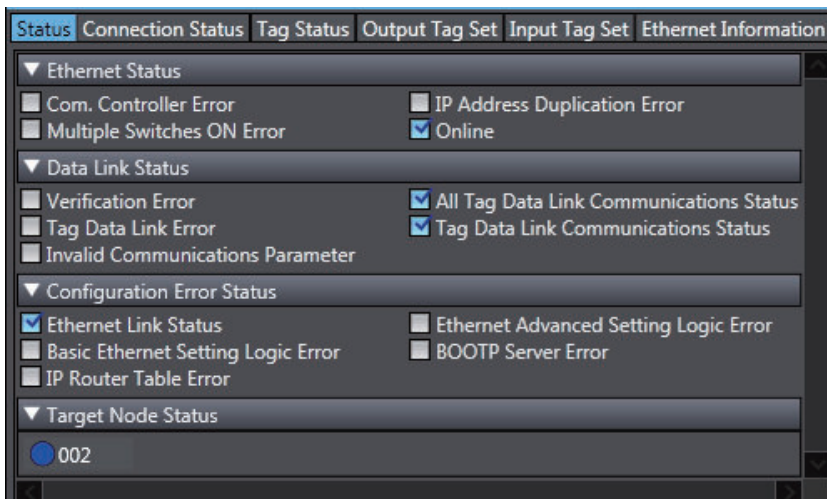 Status Connection Status Tag Status Output Tag Set Input Tag Set Ethernet Information
Ethernet Status
Com. Controller Error IP Address Duplication Error
Multiple Switches ON Error Online
Data Link Status
Verification Error All Tag Data Link Communications Status
Tag Data Link Error Tag Data Link Communications Status
Invalid Communications Parameter
Configuration Error Status
Ethernet Link Status Ethernet Advanced Setting Logic Error
Basic Ethernet Setting Logic Error BOOTP Server Error
IP Router Table Error
Target Node Status
002